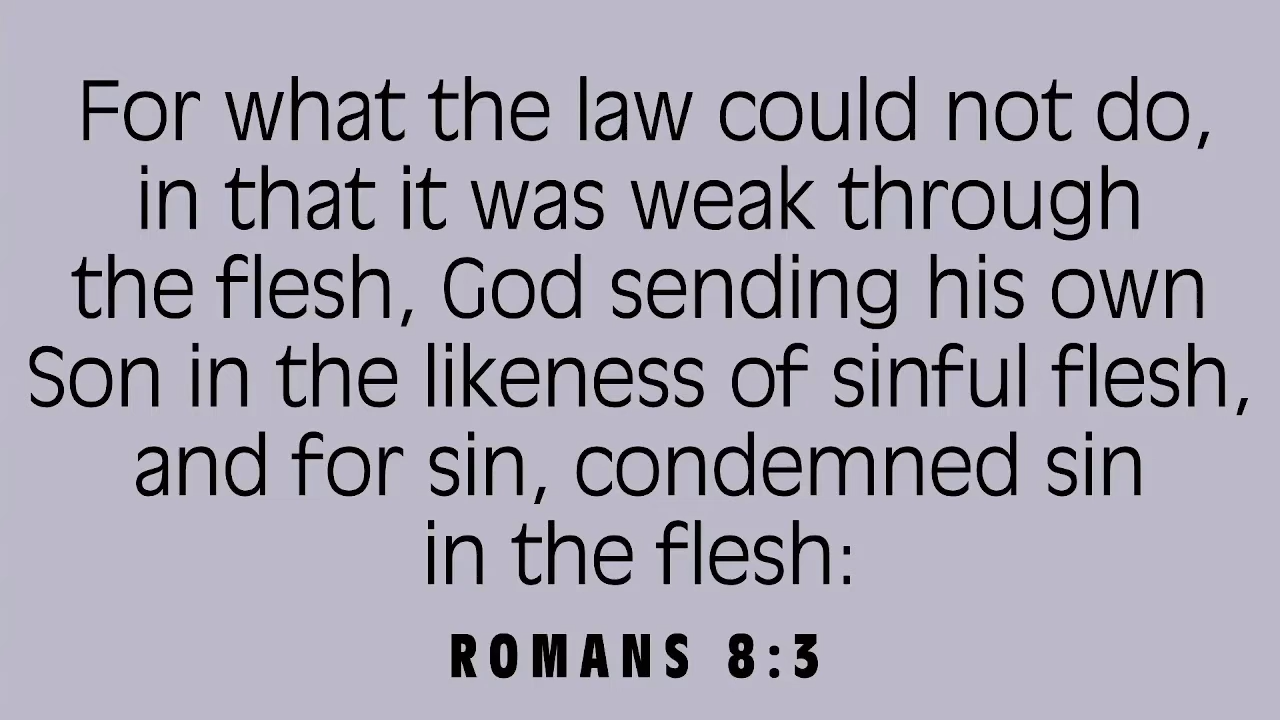 For what the law could not do,
in that it was weak through
the flesh, God sending his own
Son in the likeness of sinful flesh,
and for sin, condemned sin
in the flesh:
ROMANS 8:3